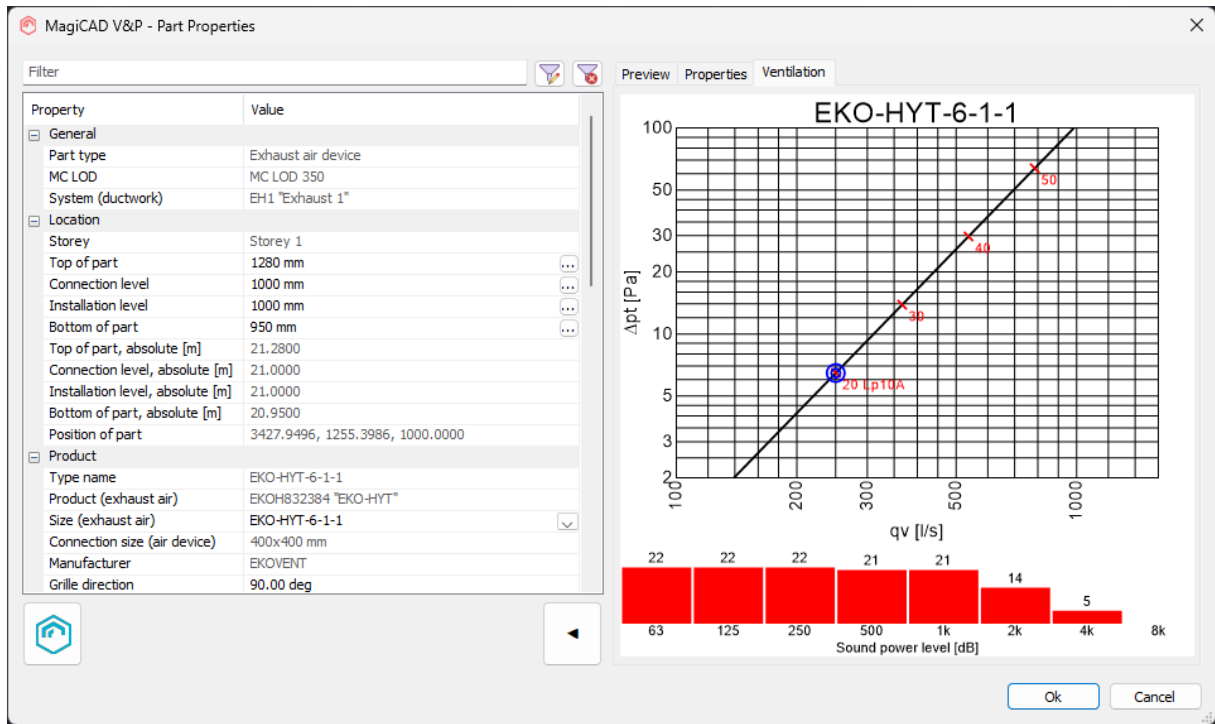 MagiCAD V&P - Part Properties
Filter
Property Value
General
Part type Exhaust air device
MC LOD MC LOD 350
System (ductwork) EH1 "Exhaust 1"
Location
Storey Storey 1
Top of part 1280 mm ...
Connection level 1000 mm ...
Installation level 1000 mm ...
Bottom of part 950 mm ...
Top of part, absolute [m] 21.2800
Connection level, absolute [m] 21.0000
Installation level, absolute [m] 21.0000
Bottom of part, absolute [m] 20.9500
Position of part 3427.9496, 1255.3986, 1000.0000
Product
Type name EKO-HYT-6-1-1
Product (exhaust air) EKOH832384 "EKO-HYT"
Size (exhaust air) EKO-HYT-6-1-1
Connection size (air device) 400x400 mm
Manufacturer EKOVENT
Grille direction 90.00 deg
Preview Properties Ventilation
EKO-HYT-6-1-1
100
50
50
30
40
20
30
10
20 Lp10A
5
3
2
Δpt [Pa]
100 200 300 500 1000
qv [l/s]
22 22 22 21 21 14 5
63 125 250 500 1k 2k 4k 8k
Sound power level [dB]
Ok Cancel